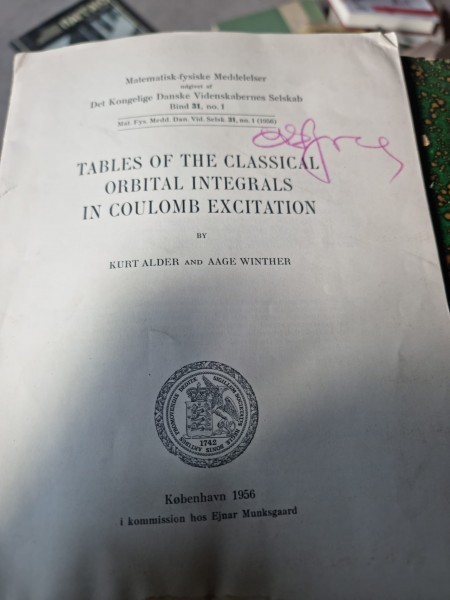 Matematisk-fysiske Meddelelser
udgivet af
Det Kongelige Danske Videnskabernes Selskab
Bind 31, no. 1
Mat. Fys. Medd. Dan. Vid. Selsk. 31, no. 1 (1956)
TABLES OF THE CLASSICAL
ORBITAL INTEGRALS
IN COULOMB EXCITATION
BY
KURT ALDER AND AAGE WINTHER
1742
København 1956
i kommission hos Ejnar Munksgaard